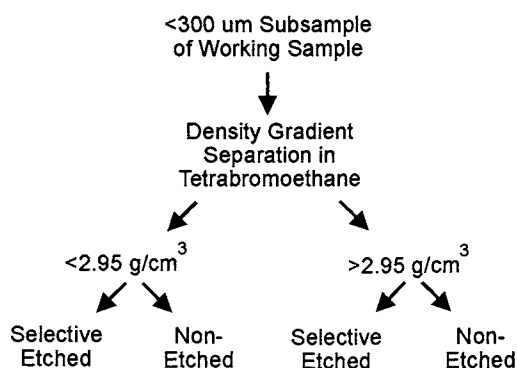 <300 um Subsample
of Working Sample
Density Gradient
Separation in
Tetrabromoethane
<2.95 g/cm³
>2.95 g/cm³
Selective
Etched
Non-
Etched
Selective
Etched
Non-
Etched